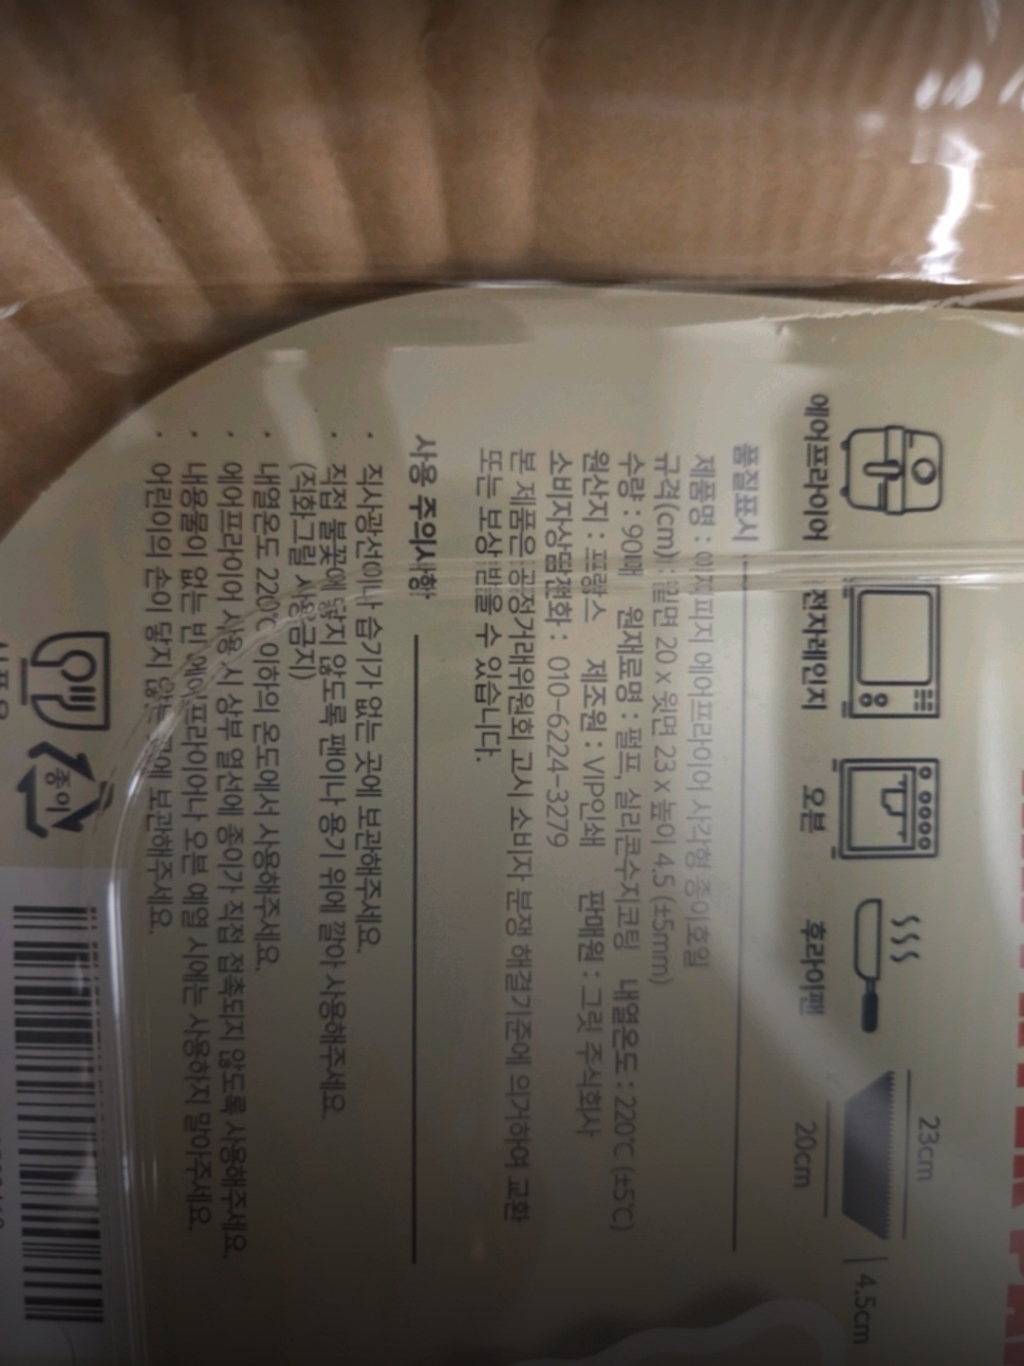 에어프라이어 전자레인지 오븐 후라이팬
23cm
20cm
4.5cm
품질표시
제품명 : 이지피지 에어프라이어 사각형 종이호일
규격(cm): 밑면 20 x 윗면 23 x 높이 4.5 (±5mm)
수량 : 90매 원재료명 : 펄프, 실리콘수지코팅 내열온도 : 220℃ (±5℃)
원산지 : 프랑스 제조원 : VIP인쇄 판매원 : 그릿 주식회사
소비자상담전화 : 010-6224-3279
본 제품은 공정거래위원회 고시 소비자 분쟁 해결기준에 의거하여 교환
또는 보상 받을 수 있습니다.
사용 주의사항
· 직사광선이나 습기가 없는 곳에 보관해주세요.
· 직접 불꽃에 닿지 않도록 팬이나 용기 위에 깔아 사용해주세요.
(직화그릴 사용금지)
· 내열온도 220℃ 이하의 온도에서 사용해주세요.
· 에어프라이어 사용 시 상부 열선에 종이가 직접 접촉되지 않도록 사용해주세요.
· 내용물이 없는 빈 에어프라이어나 오븐 예열 시에는 사용하지 말아주세요.
· 어린이의 손이 닿지 않는 곳에 보관해주세요.
종이